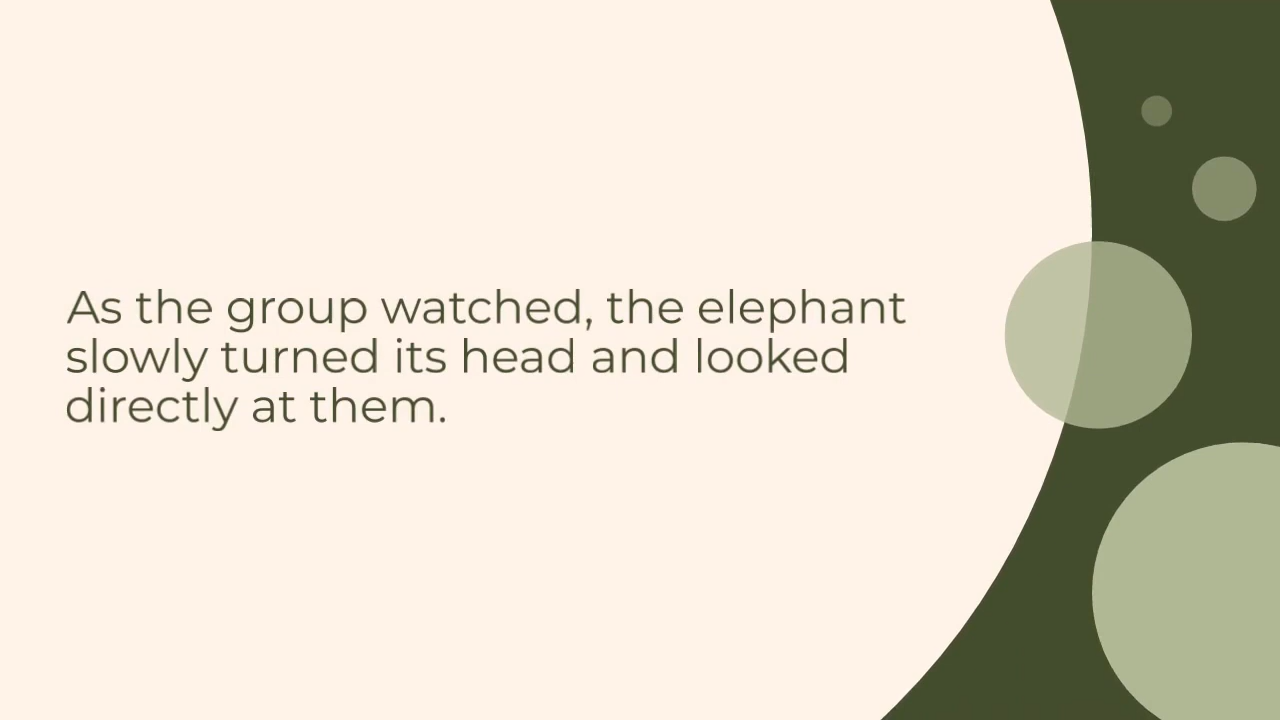 As the group watched, the elephant
slowly turned its head and looked
directly at them.